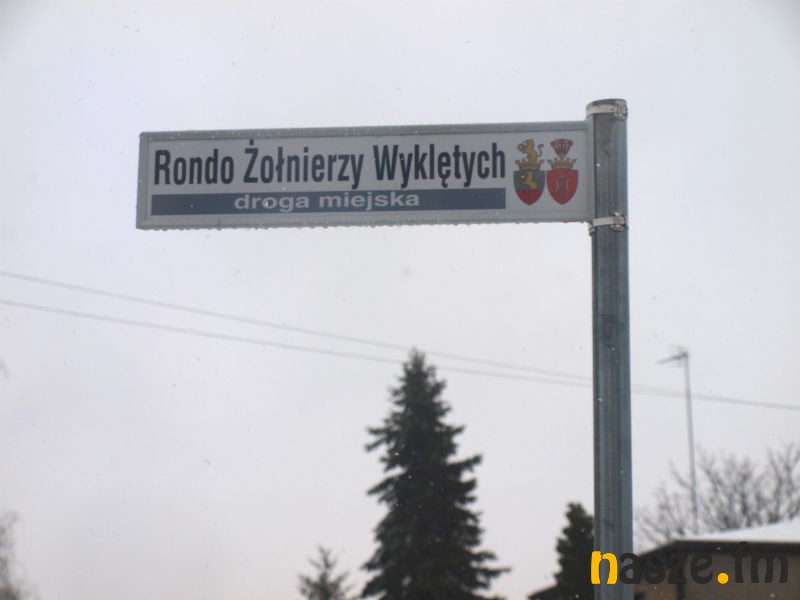 Rondo Żołnierzy Wyklętych
droga miejska
nasze.fm